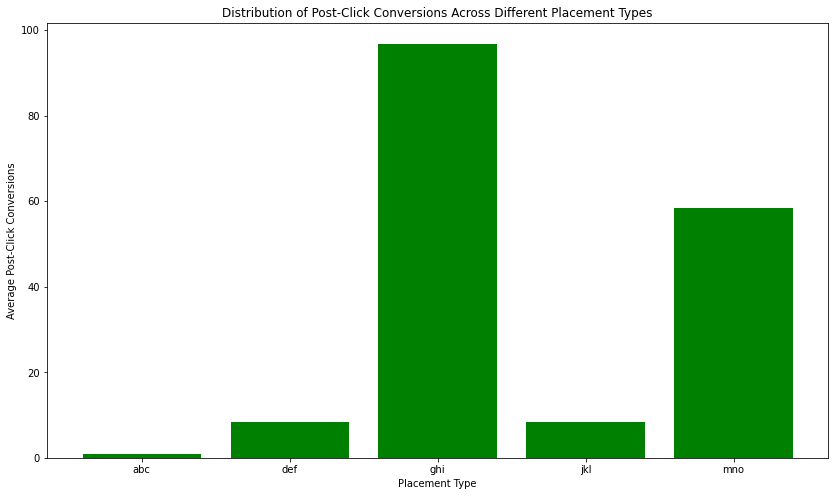 Distribution of Post-Click Conversions Across Different Placement Types
Average Post-Click Conversions
100
80
60
40
20
0
abc def ghi jkl mno
Placement Type